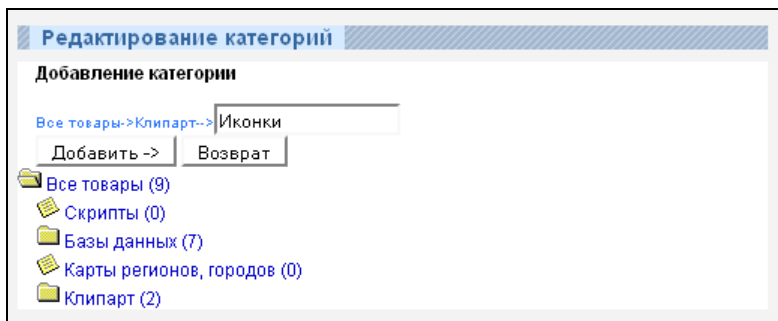 Редактирование категорий
Добавление категории
Все товары->Клипарт-->Иконки
Добавить -> Возврат
Все товары (9)
Скрипты (0)
Базы данных (7)
Карты регионов, городов (0)
Клипарт (2)